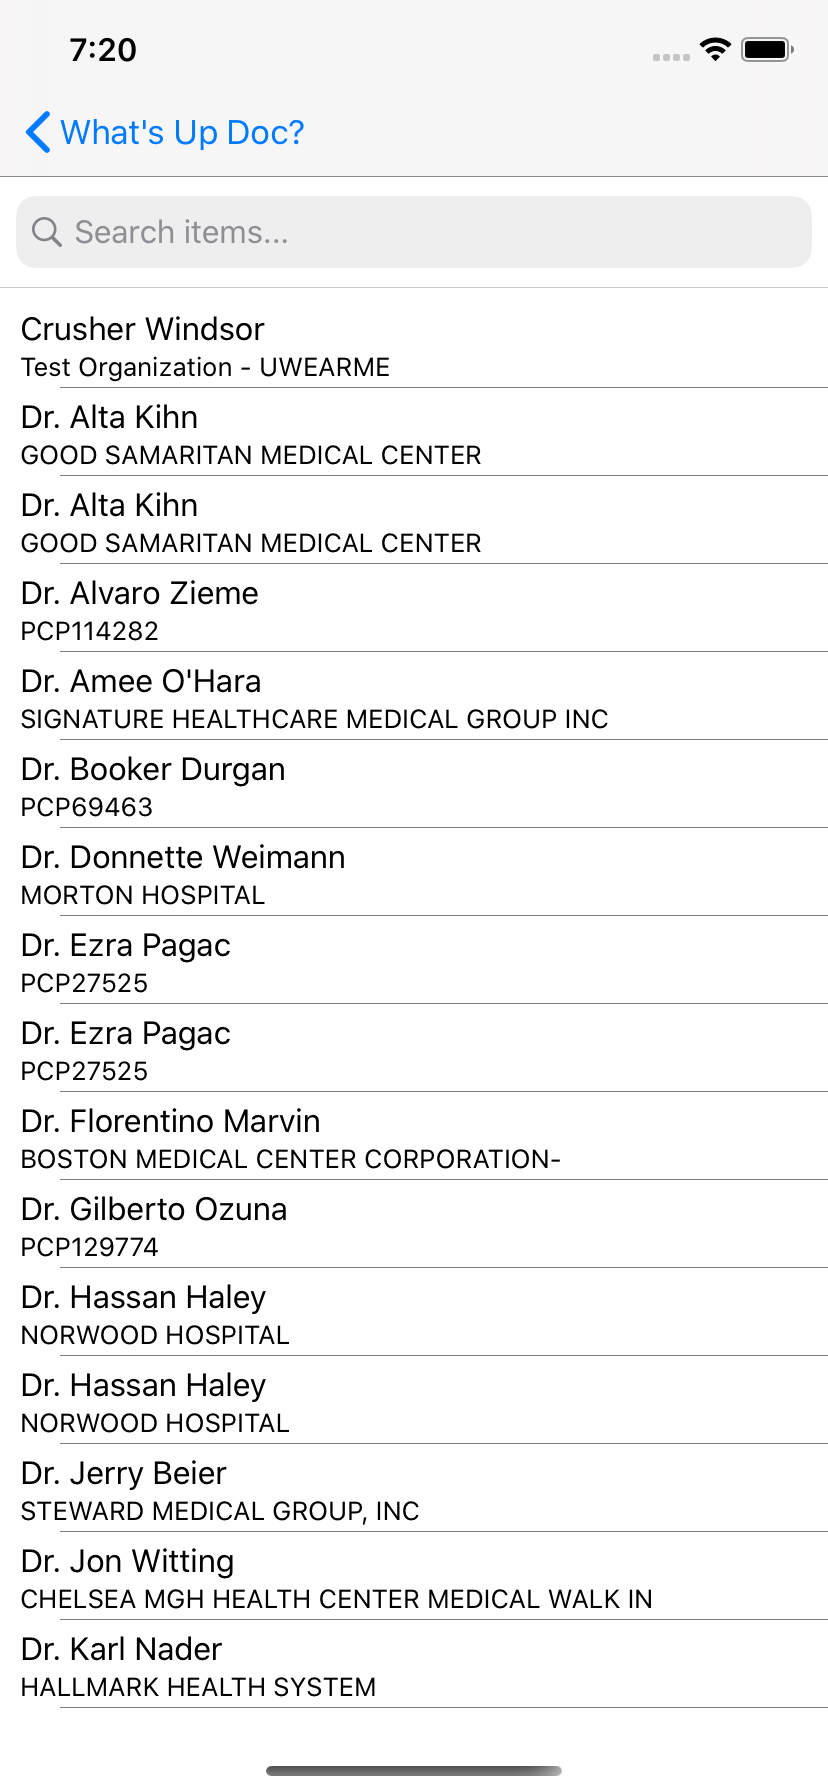 7:20
What's Up Doc?
Search items...
Crusher Windsor
Test Organization - UWEARME
Dr. Alta Kihn
GOOD SAMARITAN MEDICAL CENTER
Dr. Alta Kihn
GOOD SAMARITAN MEDICAL CENTER
Dr. Alvaro Zieme
PCP114282
Dr. Amee O'Hara
SIGNATURE HEALTHCARE MEDICAL GROUP INC
Dr. Booker Durgan
PCP69463
Dr. Donnette Weimann
MORTON HOSPITAL
Dr. Ezra Pagac
PCP27525
Dr. Ezra Pagac
PCP27525
Dr. Florentino Marvin
BOSTON MEDICAL CENTER CORPORATION-
Dr. Gilberto Ozuna
PCP129774
Dr. Hassan Haley
NORWOOD HOSPITAL
Dr. Hassan Haley
NORWOOD HOSPITAL
Dr. Jerry Beier
STEWARD MEDICAL GROUP, INC
Dr. Jon Witting
CHELSEA MGH HEALTH CENTER MEDICAL WALK IN
Dr. Karl Nader
HALLMARK HEALTH SYSTEM